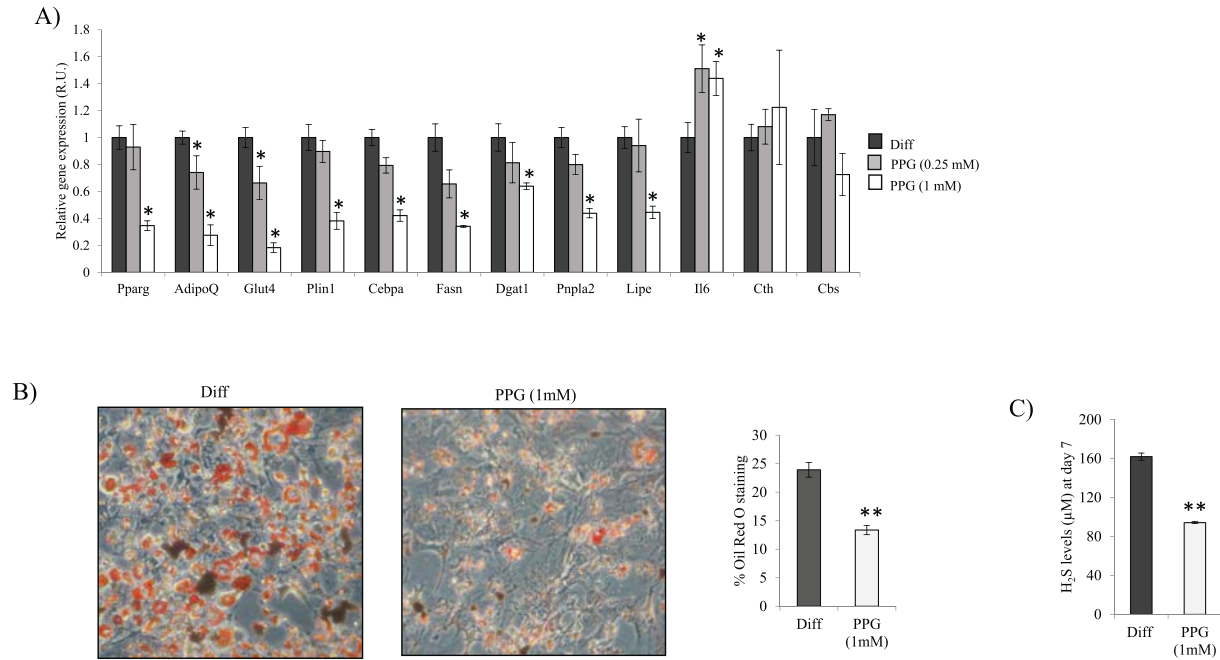 A)
Relative gene expression (R.U.)
1.8
1.6
1.4
1.2
1
0.8
0.6
0.4
0.2
0
* * * * * * * * * * * * * *
Pparg AdipoQ Glut4 Plin1 Cebpa Fasn Dgat1 Pnpla2 Lipe Il6 Cth Cbs
Diff
PPG (0.25 mM)
PPG (1 mM)
B)
Diff
PPG (1mM)
% Oil Red O staining
30
25
20
15
10
5
0
**
Diff PPG
(1mM)
C)
H₂S levels (µM) at day 7
200
160
120
80
40
0
**
Diff PPG
(1mM)